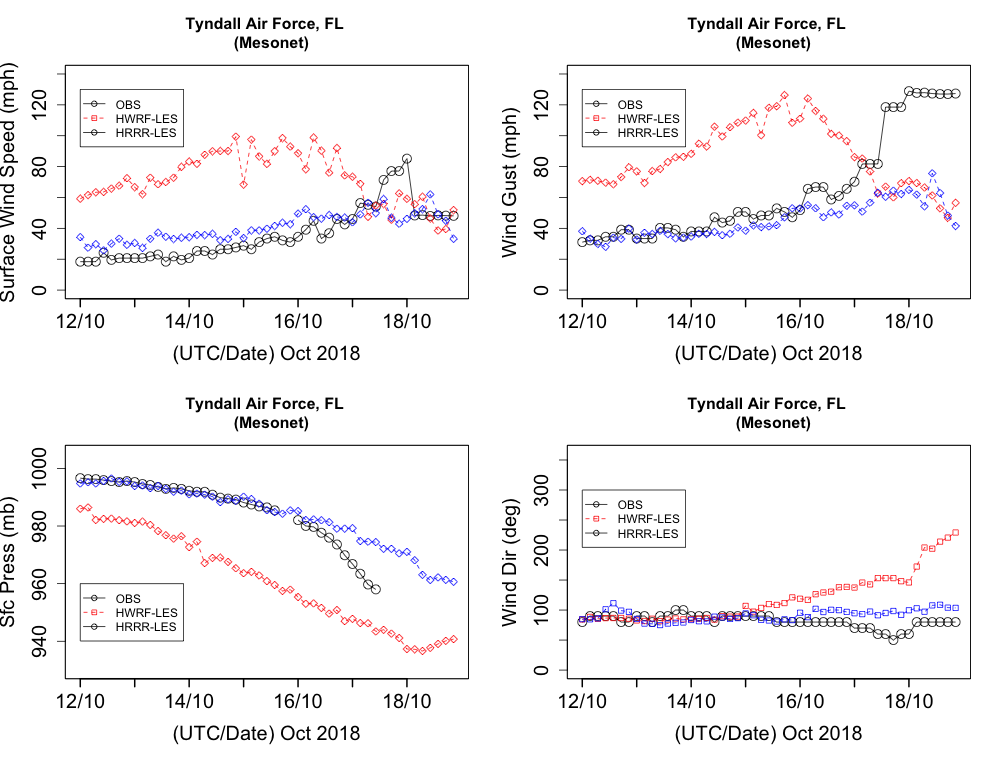 Tyndall Air Force, FL
(Mesonet)
Surface Wind Speed (mph)
120
80
40
0
OBS
HWRF-LES
HRRR-LES
12/10 14/10 16/10 18/10
(UTC/Date) Oct 2018
Tyndall Air Force, FL
(Mesonet)
Wind Gust (mph)
120
80
40
0
OBS
HWRF-LES
HRRR-LES
12/10 14/10 16/10 18/10
(UTC/Date) Oct 2018
Tyndall Air Force, FL
(Mesonet)
Sfc Press (mb)
1000
980
960
940
OBS
HWRF-LES
HRRR-LES
12/10 14/10 16/10 18/10
(UTC/Date) Oct 2018
Tyndall Air Force, FL
(Mesonet)
Wind Dir (deg)
300
200
100
0
OBS
HWRF-LES
HRRR-LES
12/10 14/10 16/10 18/10
(UTC/Date) Oct 2018